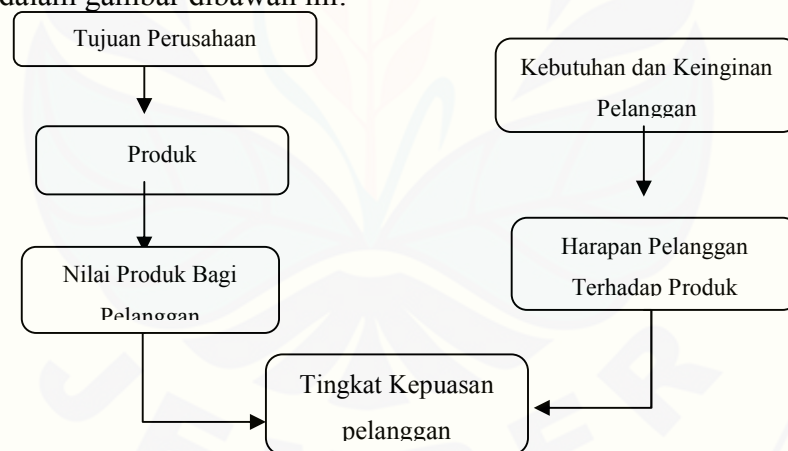 dalam gambar dibawah ini:
Tujuan Perusahaan
Kebutuhan dan Keinginan
Pelanggan
Produk
Nilai Produk Bagi
Pelanggan
Harapan Pelanggan
Terhadap Produk
Tingkat Kepuasan
pelanggan